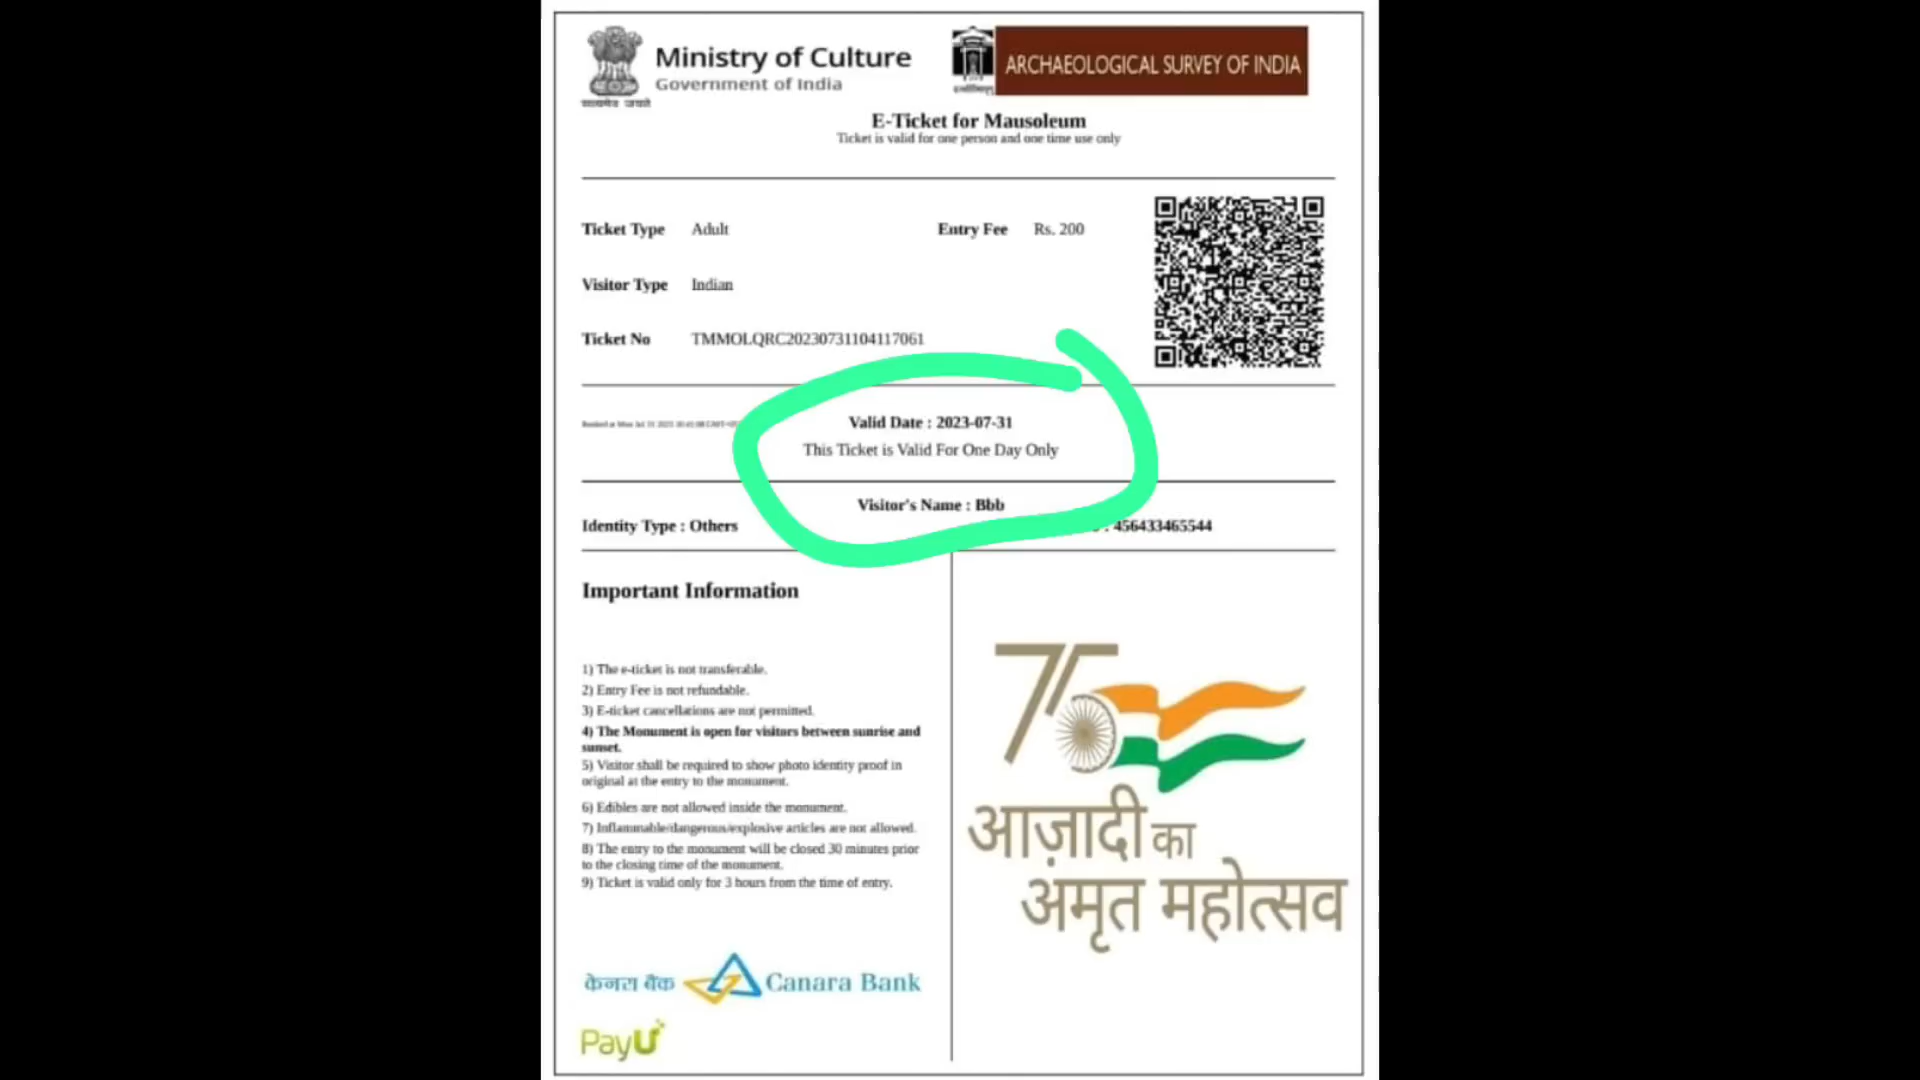 Ministry of Culture
Government of India
सत्यमेव जयते
ARCHAEOLOGICAL SURVEY OF INDIA
E-Ticket for Mausoleum
Ticket is valid for one person and one time use only
Ticket Type Adult Entry Fee Rs. 200
Visitor Type Indian
Ticket No TMMOLQRC20230731104117061
Valid Date : 2023-07-31
This Ticket is Valid For One Day Only
Visitor's Name : Bbb
Identity Type : Others : 456433465544
Important Information
1) The e-ticket is not transferable.
2) Entry Fee is not refundable.
3) E-ticket cancellations are not permitted.
4) The Monument is open for visitors between sunrise and
sunset.
5) Visitor shall be required to show photo identity proof in
original at the entry to the monument.
6) Edibles are not allowed inside the monument.
7) Inflammable/dangerous/explosive articles are not allowed.
8) The entry to the monument will be closed 30 minutes prior
to the closing time of the monument.
9) Ticket is valid only for 3 hours from the time of entry.
75
आज़ादी का
अमृत महोत्सव
केनरा बैंक Canara Bank
PayU